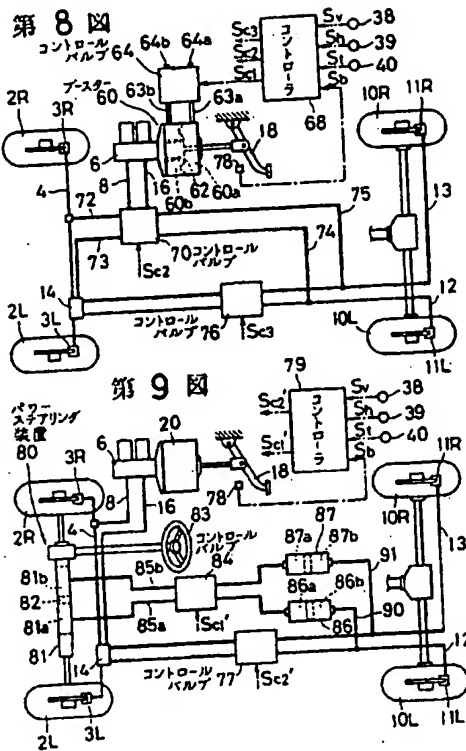 第8図
コントロール
バルブ
64
64b
64a
Sc3
Sc2
Sc1
コントローラ
68
Sv
Sh
St
Sb
38
39
40
ブースター
60
63b
63a
2R
3R
6
18
78
10R
11R
4
8
16
62
60a
60b
72
75
13
73
70
コントロール
バルブ
74
Sc2
14
コントロール
バルブ
76
Sc3
12
2L
3L
10L
11L
第9図
パワー
ステアリング
装置
80
79
コントローラ
Sc2'
Sc1'
Sv
Sh
St
Sb
38
39
40
6
20
3R
8
18
78
2R
4
16
83
コントロール
バルブ
84
87a
87
87b
10R
11R
13
81b
85b
86a
86b
91
82
81a
85a
Sc1'
86
90
81
14
コントロール
バルブ
77
Sc2'
12
2L
3L
10L
11L